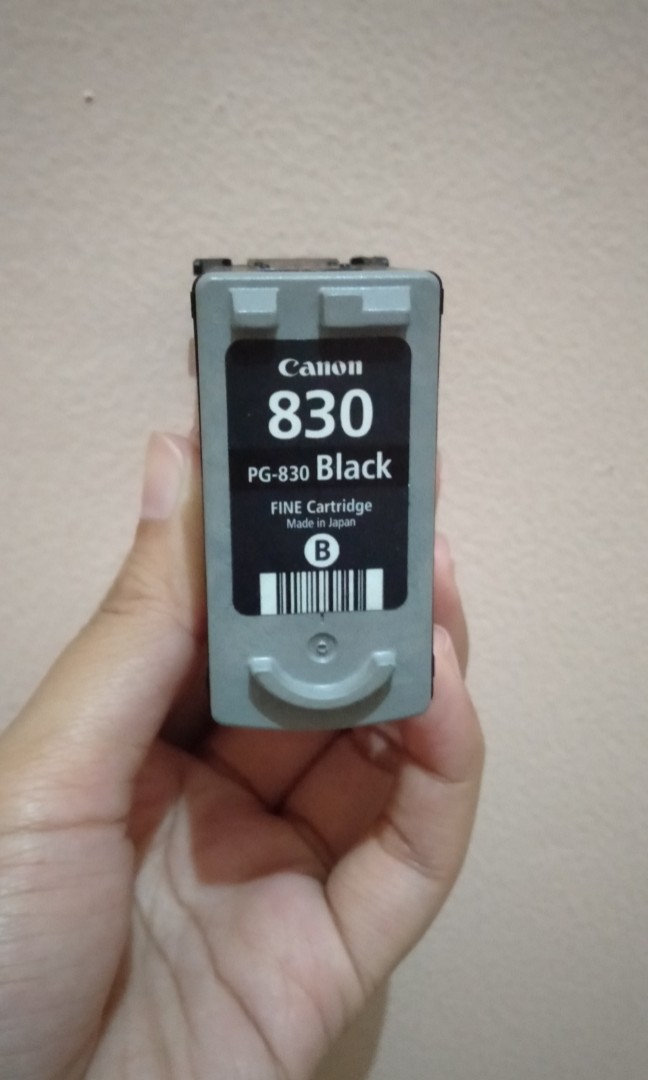 Canon
830
PG-830 Black
FINE Cartridge
Made in Japan
B